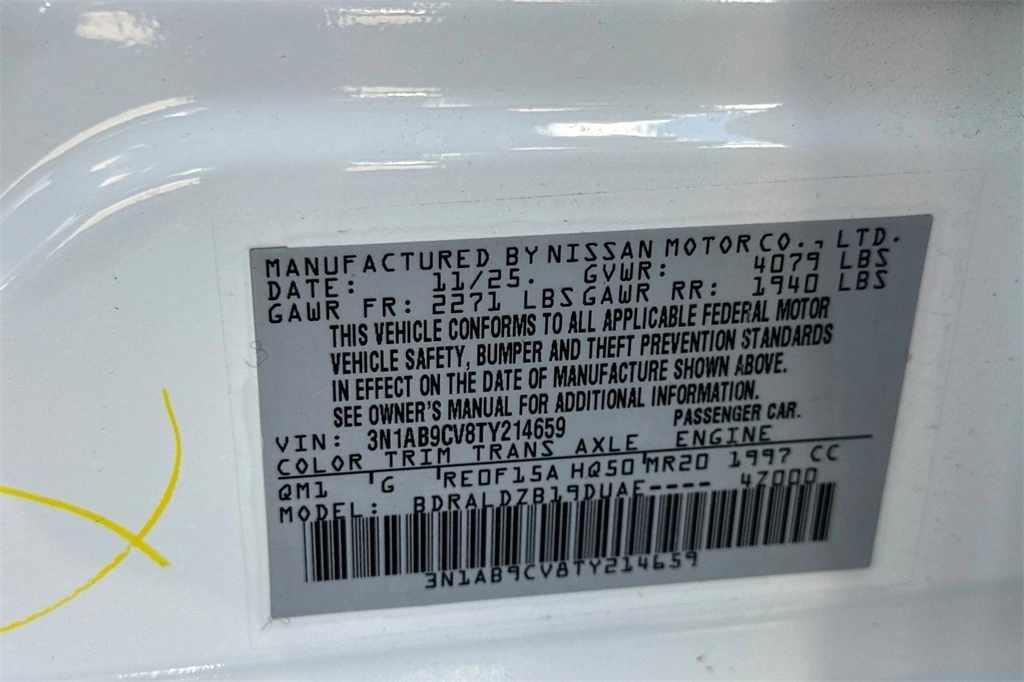 MANUFACTURED BY NISSAN MOTOR CO., LTD.
DATE: 11/25. GVWR: 4079 LBS
GAWR FR: 2271 LBS GAWR RR: 1940 LBS
THIS VEHICLE CONFORMS TO ALL APPLICABLE FEDERAL MOTOR
VEHICLE SAFETY, BUMPER AND THEFT PREVENTION STANDARDS
IN EFFECT ON THE DATE OF MANUFACTURE SHOWN ABOVE.
SEE OWNER'S MANUAL FOR ADDITIONAL INFORMATION.
VIN: 3N1AB9CV8TY214659 PASSENGER CAR.
COLOR TRIM TRANS AXLE ENGINE
QM1 G RE0F15A HQ50 MR20 1997 CC
MODEL: BDRALDZB19DUAE---- 47000
3N1AB9CV8TY214659